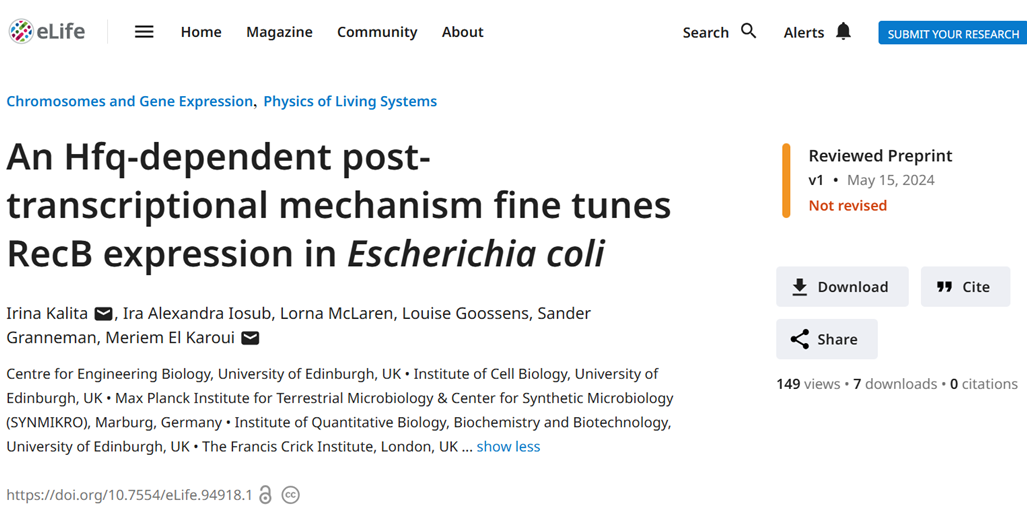 eLife Home Magazine Community About Search Alerts SUBMIT YOUR RESEARCH
Chromosomes and Gene Expression, Physics of Living Systems
An Hfq-dependent post-
transcriptional mechanism fine tunes
RecB expression in Escherichia coli
Irina Kalita, Ira Alexandra Iosub, Lorna McLaren, Louise Goossens, Sander
Granneman, Meriem El Karoui
Centre for Engineering Biology, University of Edinburgh, UK • Institute of Cell Biology, University of
Edinburgh, UK • Max Planck Institute for Terrestrial Microbiology & Center for Synthetic Microbiology
(SYNMIKRO), Marburg, Germany • Institute of Quantitative Biology, Biochemistry and Biotechnology,
University of Edinburgh, UK • The Francis Crick Institute, London, UK ... show less
https://doi.org/10.7554/eLife.94918.1 cc
Reviewed Preprint
v1 • May 15, 2024
Not revised
Download Cite
Share
149 views • 7 downloads • 0 citations